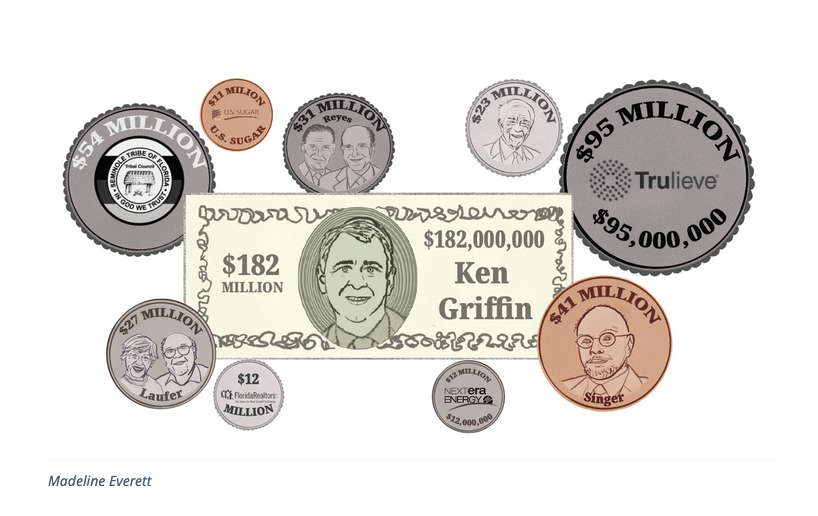 $54 MILLION
SEMINOLE TRIBE OF FLORIDA
Tribal Council
IN GOD WE TRUST
$11 MILION
U.S. SUGAR
U.S. SUGAR
$31 MILLION
Reyes
$23 MILLION
$95 MILLION
Trulieve
$95,000,000
$182
MILLION
$182,000,000
Ken
Griffin
$27 MILLION
Laufer
$12
FloridaRealtors
MILLION
$12 MILLION
NEXTera
ENERGY
$12,000,000
$41 MILLION
Singer
Madeline Everett